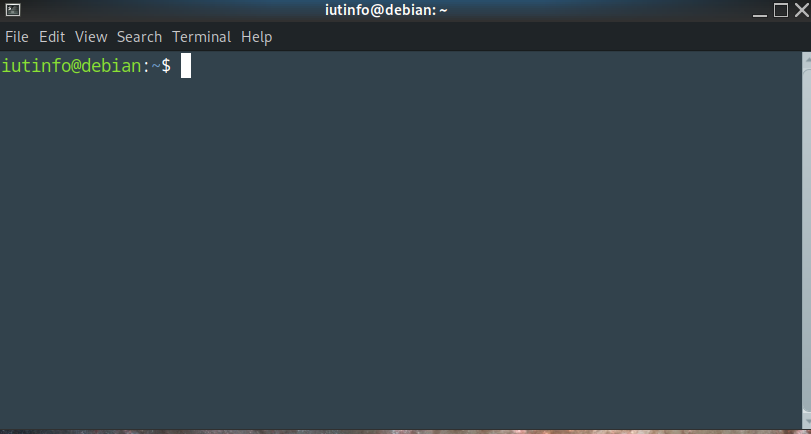 iutinfo@debian: ~
File Edit View Search Terminal Help
iutinfo@debian:~$